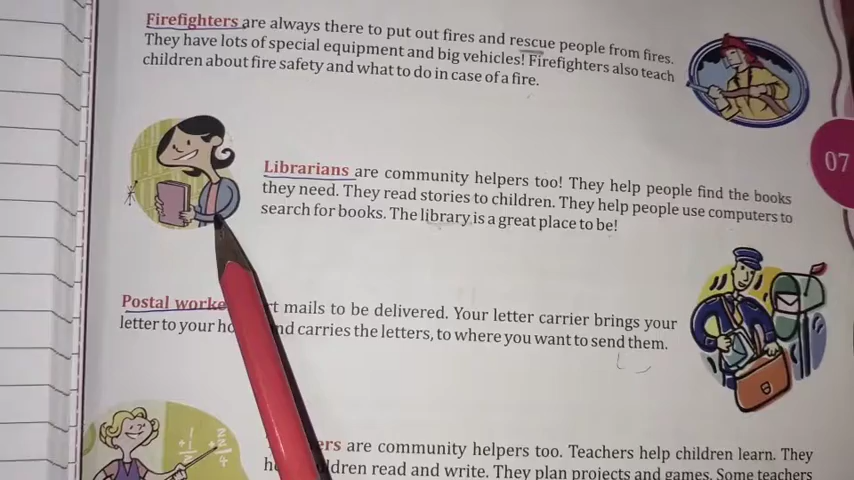 Firefighters are always there to put out fires and rescue people from fires.
They have lots of special equipment and big vehicles! Firefighters also teach
children about fire safety and what to do in case of a fire.
07
Librarians are community helpers too! They help people find the books
they need. They read stories to children. They help people use computers to
search for books. The library is a great place to be!
Postal mails to be delivered. Your letter carrier brings your
letter to your and carries the letters, to where you want to send them.
are community helpers too. Teachers help children learn. They
read and write. They plan projects and games. Some teachers